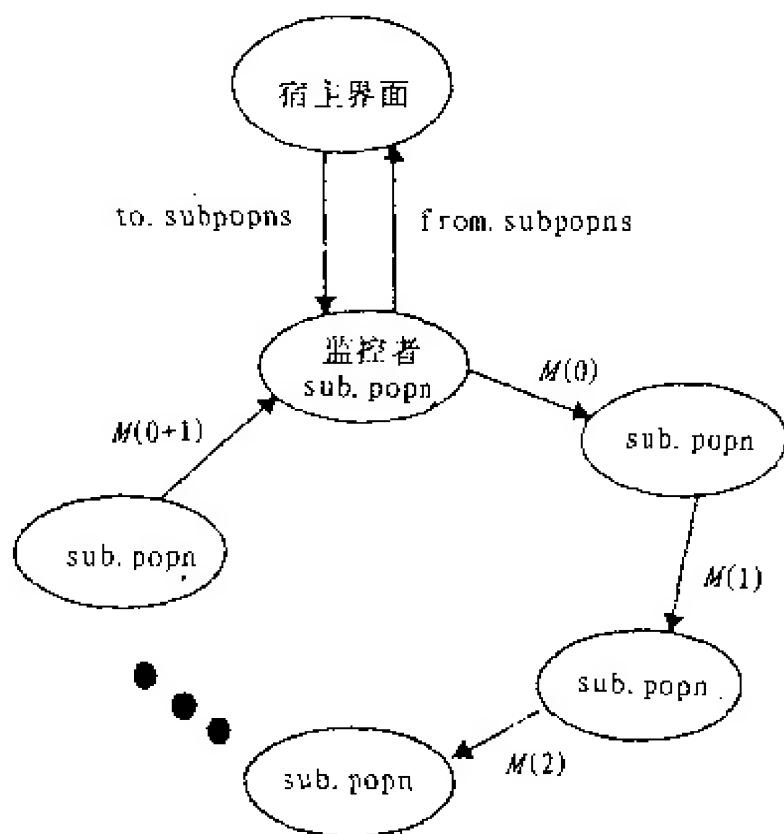 宿主界面
to. subpopns
from. subpopns
监控者
sub. popn
M(0)
M(0+1)
sub. popn
sub. popn
M(1)
sub. popn
M(2)
sub. popn